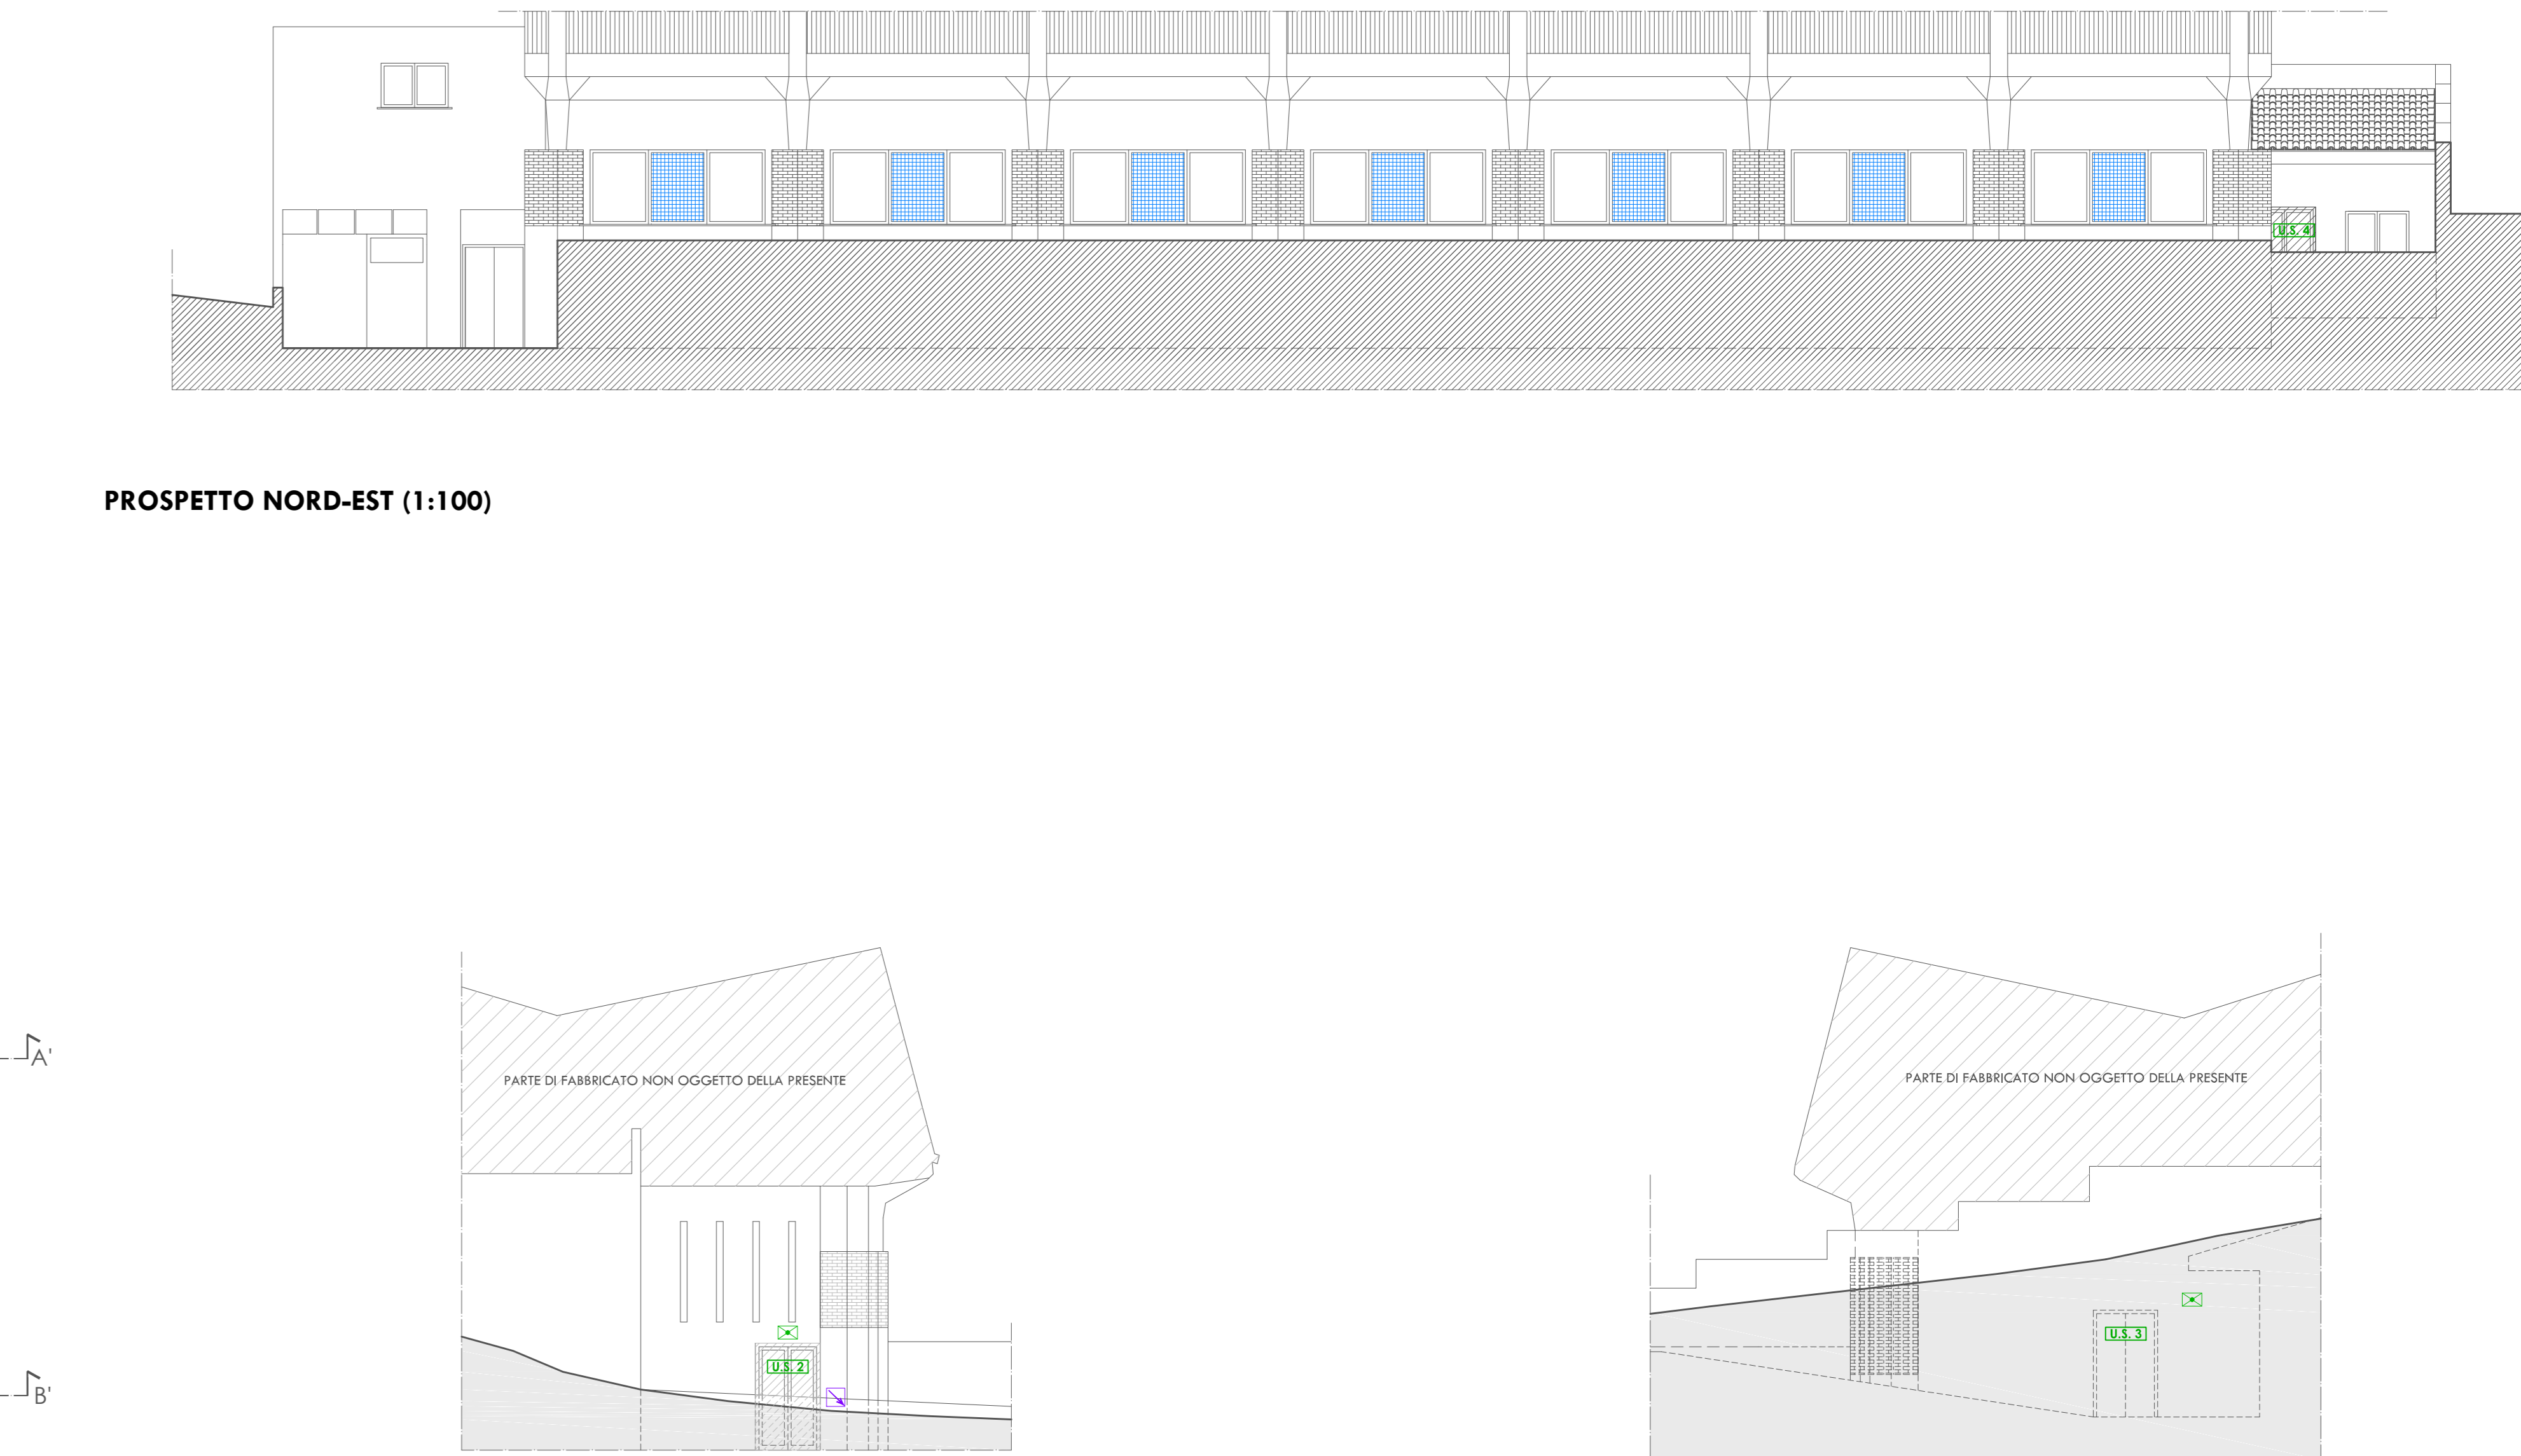 U.S. 4
PROSPETTO NORD-EST (1:100)
A'
PARTE DI FABBRICATO NON OGGETTO DELLA PRESENTE
PARTE DI FABBRICATO NON OGGETTO DELLA PRESENTE
U.S. 3
U.S. 2
B'